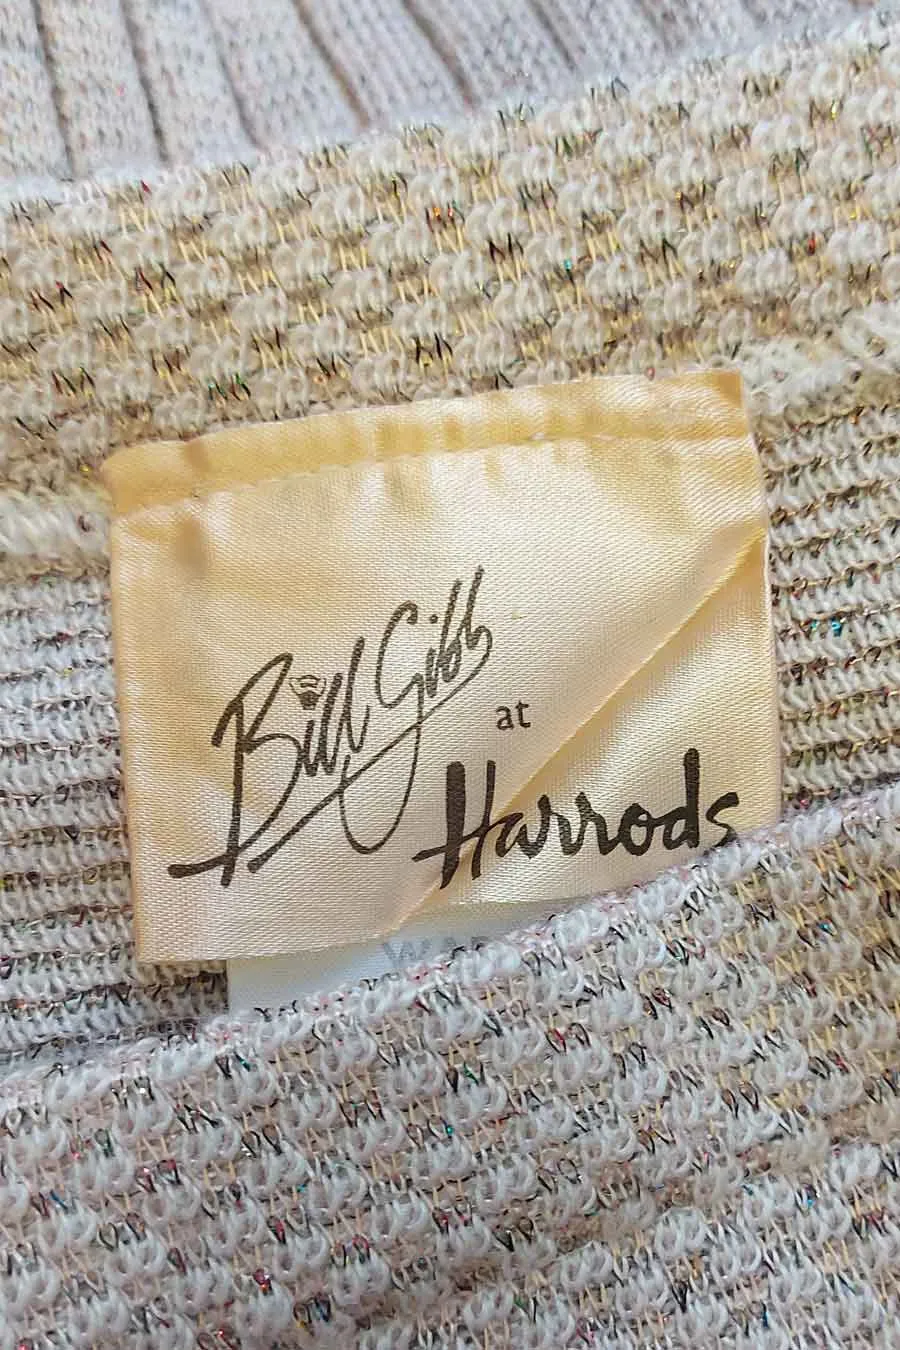 Bill Gibb
at
Harrods